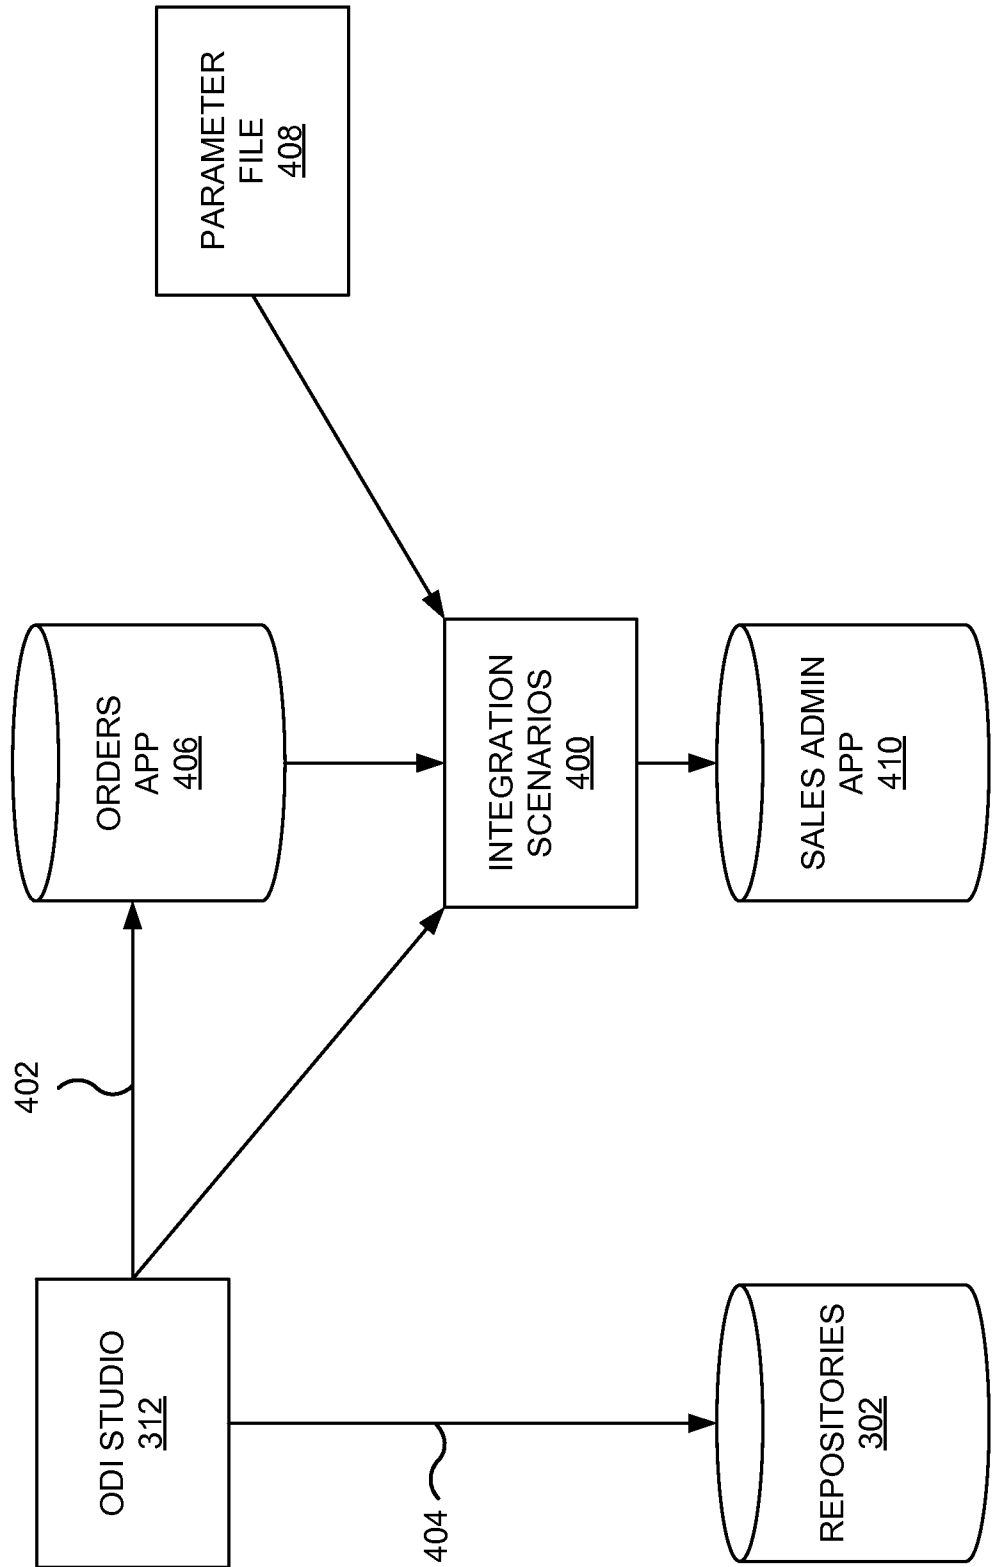 ODI STUDIO
312
402
ORDERS
APP
406
PARAMETER
FILE
408
404
INTEGRATION
SCENARIOS
400
REPOSITORIES
302
SALES ADMIN
APP
410